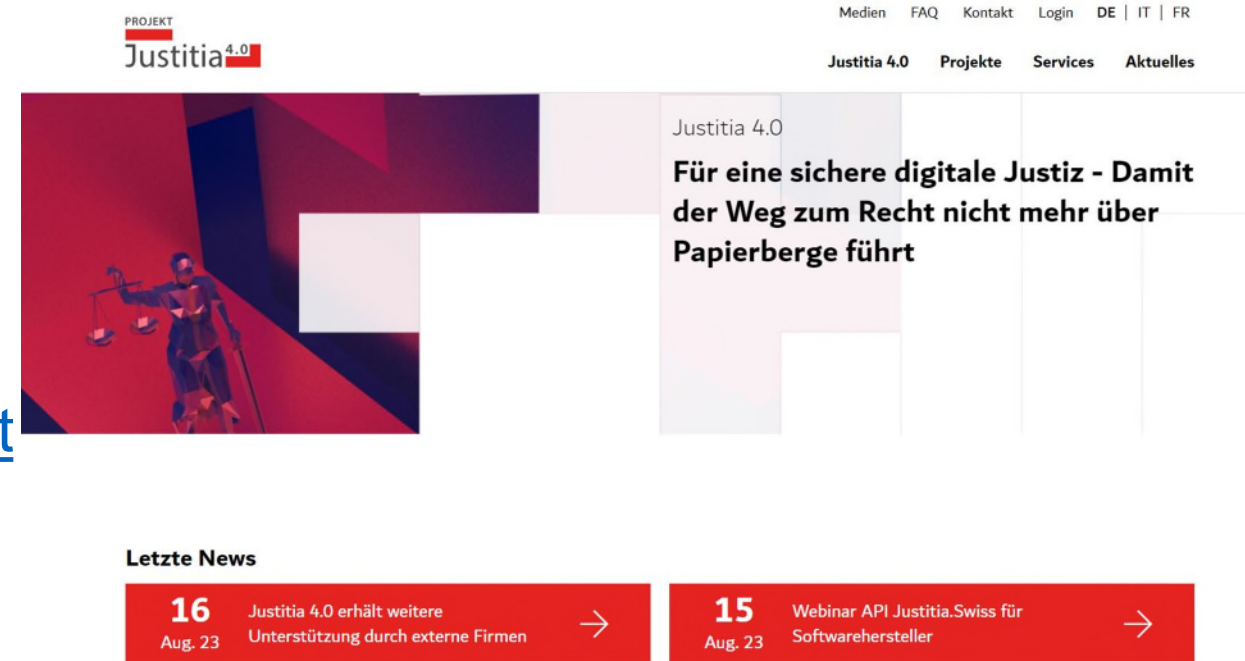 Medien FAQ Kontakt Login DE | IT | FR
PROJEKT
Justitia 4.0
Justitia 4.0 Projekte Services Aktuelles
Justitia 4.0
Für eine sichere digitale Justiz - Damit
der Weg zum Recht nicht mehr über
Papierberge führt
t
Letzte News
16
Aug. 23
Justitia 4.0 erhält weitere
Unterstützung durch externe Firmen
15
Aug. 23
Webinar API Justitia.Swiss für
Softwarehersteller